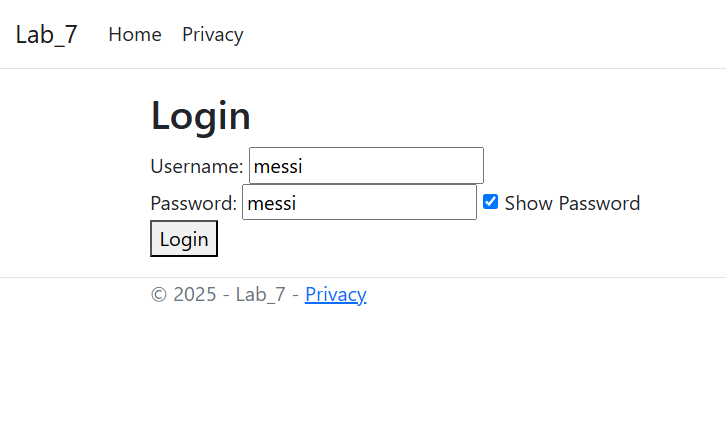 Lab_7 Home Privacy
Login
Username: messi
Password: messi Show Password
Login
© 2025 - Lab_7 - Privacy